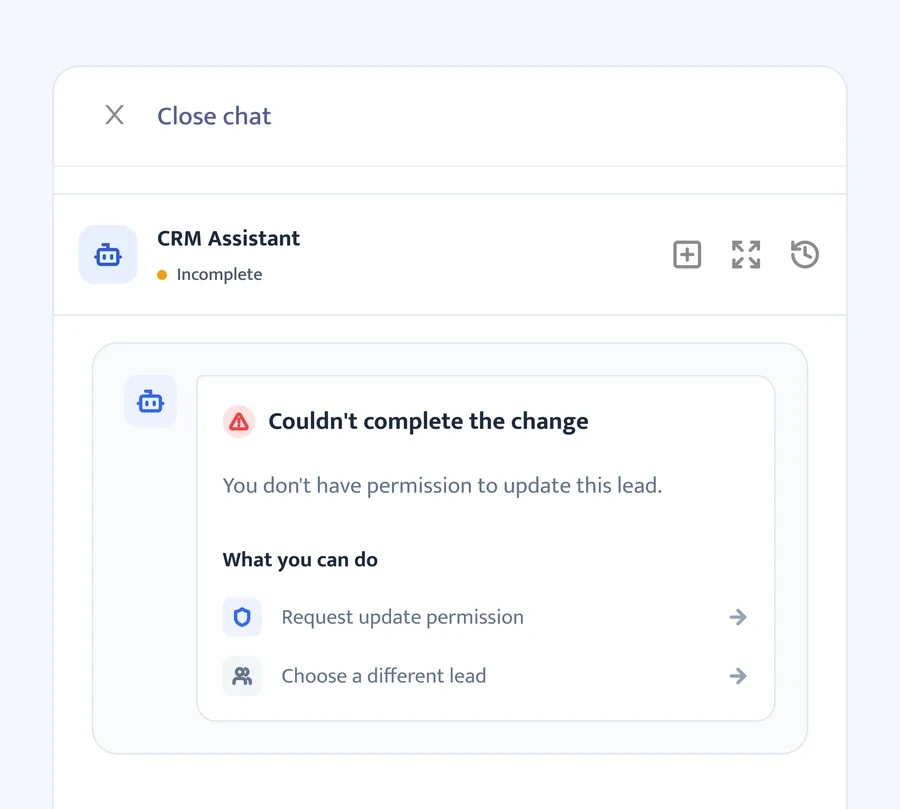 Close chat
CRM Assistant
Incomplete
Couldn't complete the change
You don't have permission to update this lead.
What you can do
Request update permission
Choose a different lead